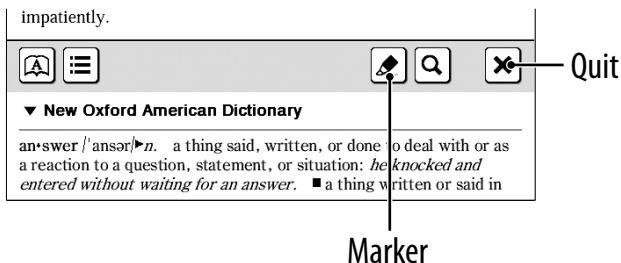 impatiently.
Quit
▼ New Oxford American Dictionary
an•swer /ˈansər/▶n. a thing said, written, or done to deal with or as
a reaction to a question, statement, or situation: he knocked and
entered without waiting for an answer. ■ a thing written or said in
Marker